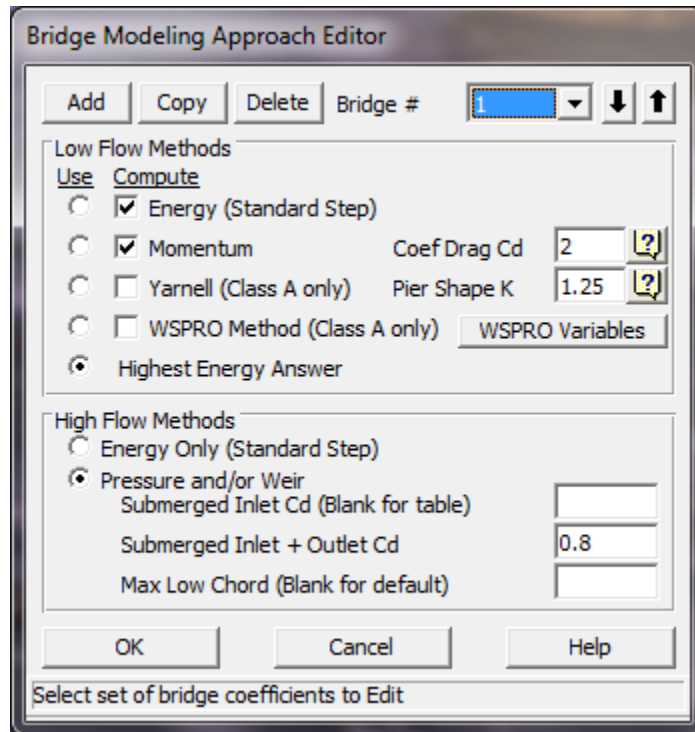 Bridge Modeling Approach Editor
Add Copy Delete Bridge # 1
Low Flow Methods
Use Compute
Energy (Standard Step)
Momentum Coef Drag Cd 2 ?
Yarnell (Class A only) Pier Shape K 1.25 ?
WSPRO Method (Class A only) WSPRO Variables
Highest Energy Answer
High Flow Methods
Energy Only (Standard Step)
Pressure and/or Weir
Submerged Inlet Cd (Blank for table)
Submerged Inlet + Outlet Cd 0.8
Max Low Chord (Blank for default)
OK Cancel Help
Select set of bridge coefficients to Edit